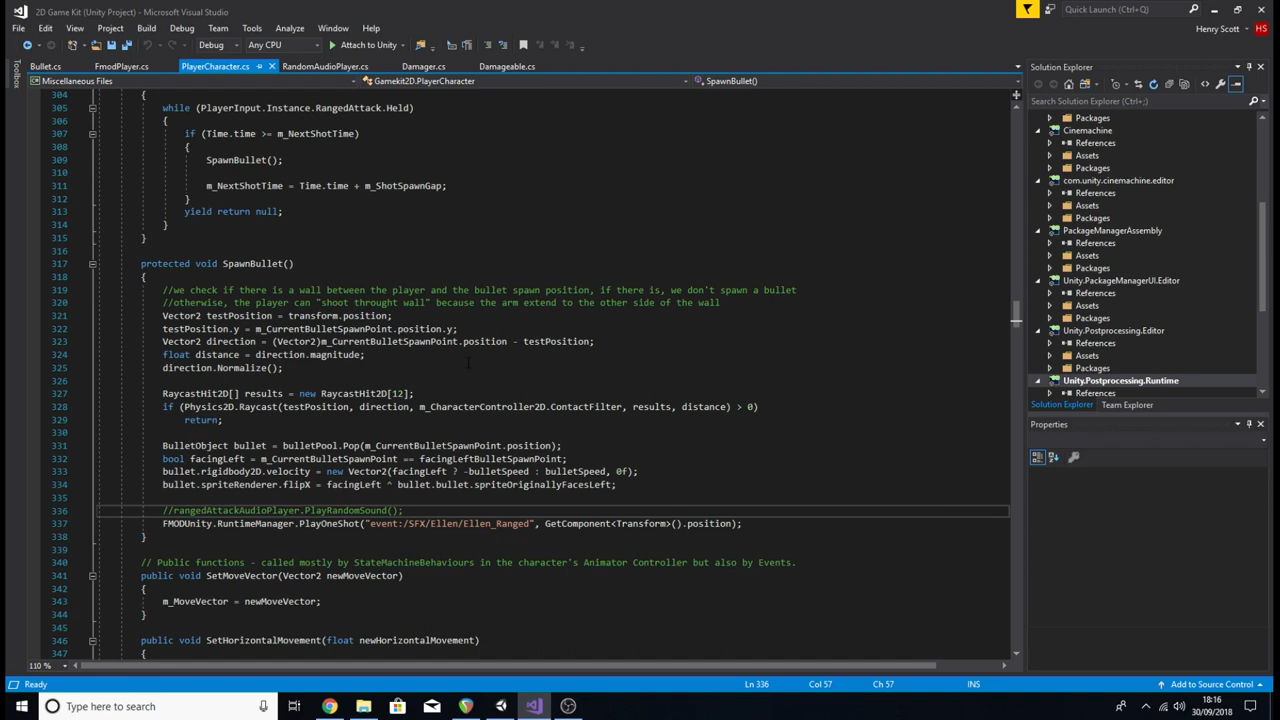 2D Game Kit (Unity Project) - Microsoft Visual Studio
Quick Launch (Ctrl+Q)
File Edit View Project Build Debug Team Tools Analyze Window Help
Henry Scott HS
Debug Any CPU Attach to Unity
Bullet.cs FmodPlayer.cs PlayerCharacter.cs RandomAudioPlayer.cs Damager.cs Damageable.cs
Miscellaneous Files Gamekit2D.PlayerCharacter SpawnBullet()
Toolbox
304 {
305 while (PlayerInput.Instance.RangedAttack.Held)
306 {
307 if (Time.time >= m_NextShotTime)
308 {
309 SpawnBullet();
310
311 m_NextShotTime = Time.time + m_ShotSpawnGap;
312 }
313 yield return null;
314 }
315 }
316
317 protected void SpawnBullet()
318 {
319 //we check if there is a wall between the player and the bullet spawn position, if there is, we don't spawn a bullet
320 //otherwise, the player can "shoot throught wall" because the arm extend to the other side of the wall
321 Vector2 testPosition = transform.position;
322 testPosition.y = m_CurrentBulletSpawnPoint.position.y;
323 Vector2 direction = (Vector2)m_CurrentBulletSpawnPoint.position - testPosition;
324 float distance = direction.magnitude;
325 direction.Normalize();
326
327 RaycastHit2D[] results = new RaycastHit2D[12];
328 if (Physics2D.Raycast(testPosition, direction, m_CharacterController2D.ContactFilter, results, distance) > 0)
329 return;
330
331 BulletObject bullet = bulletPool.Pop(m_CurrentBulletSpawnPoint.position);
332 bool facingLeft = m_CurrentBulletSpawnPoint == facingLeftBulletSpawnPoint;
333 bullet.rigidbody2D.velocity = new Vector2(facingLeft ? -bulletSpeed : bulletSpeed, 0f);
334 bullet.spriteRenderer.flipX = facingLeft ^ bullet.bullet.spriteOriginallyFacesLeft;
335
336 //rangedAttackAudioPlayer.PlayRandomSound();
337 FMODUnity.RuntimeManager.PlayOneShot("event:/SFX/Ellen/Ellen_Ranged", GetComponent<Transform>().position);
338 }
339
340 // Public functions - called mostly by StateMachineBehaviours in the character's Animator Controller but also by Events.
341 public void SetMoveVector(Vector2 newMoveVector)
342 {
343 m_MoveVector = newMoveVector;
344 }
345
346 public void SetHorizontalMovement(float newHorizontalMovement)
347 {
110 %
Solution Explorer
Search Solution Explorer (Ctrl+;)
Packages
Cinemachine
References
Assets
Packages
com.unity.cinemachine.editor
References
Assets
Packages
PackageManagerAssembly
References
Assets
Packages
Unity.PackageManagerUI.Editor
References
Assets
Packages
Unity.Postprocessing.Editor
References
Assets
Packages
Unity.Postprocessing.Runtime
References
Solution Explorer Team Explorer
Properties
Ready Ln 336 Col 57 Ch 57 INS Add to Source Control
Type here to search
18:16
30/09/2018